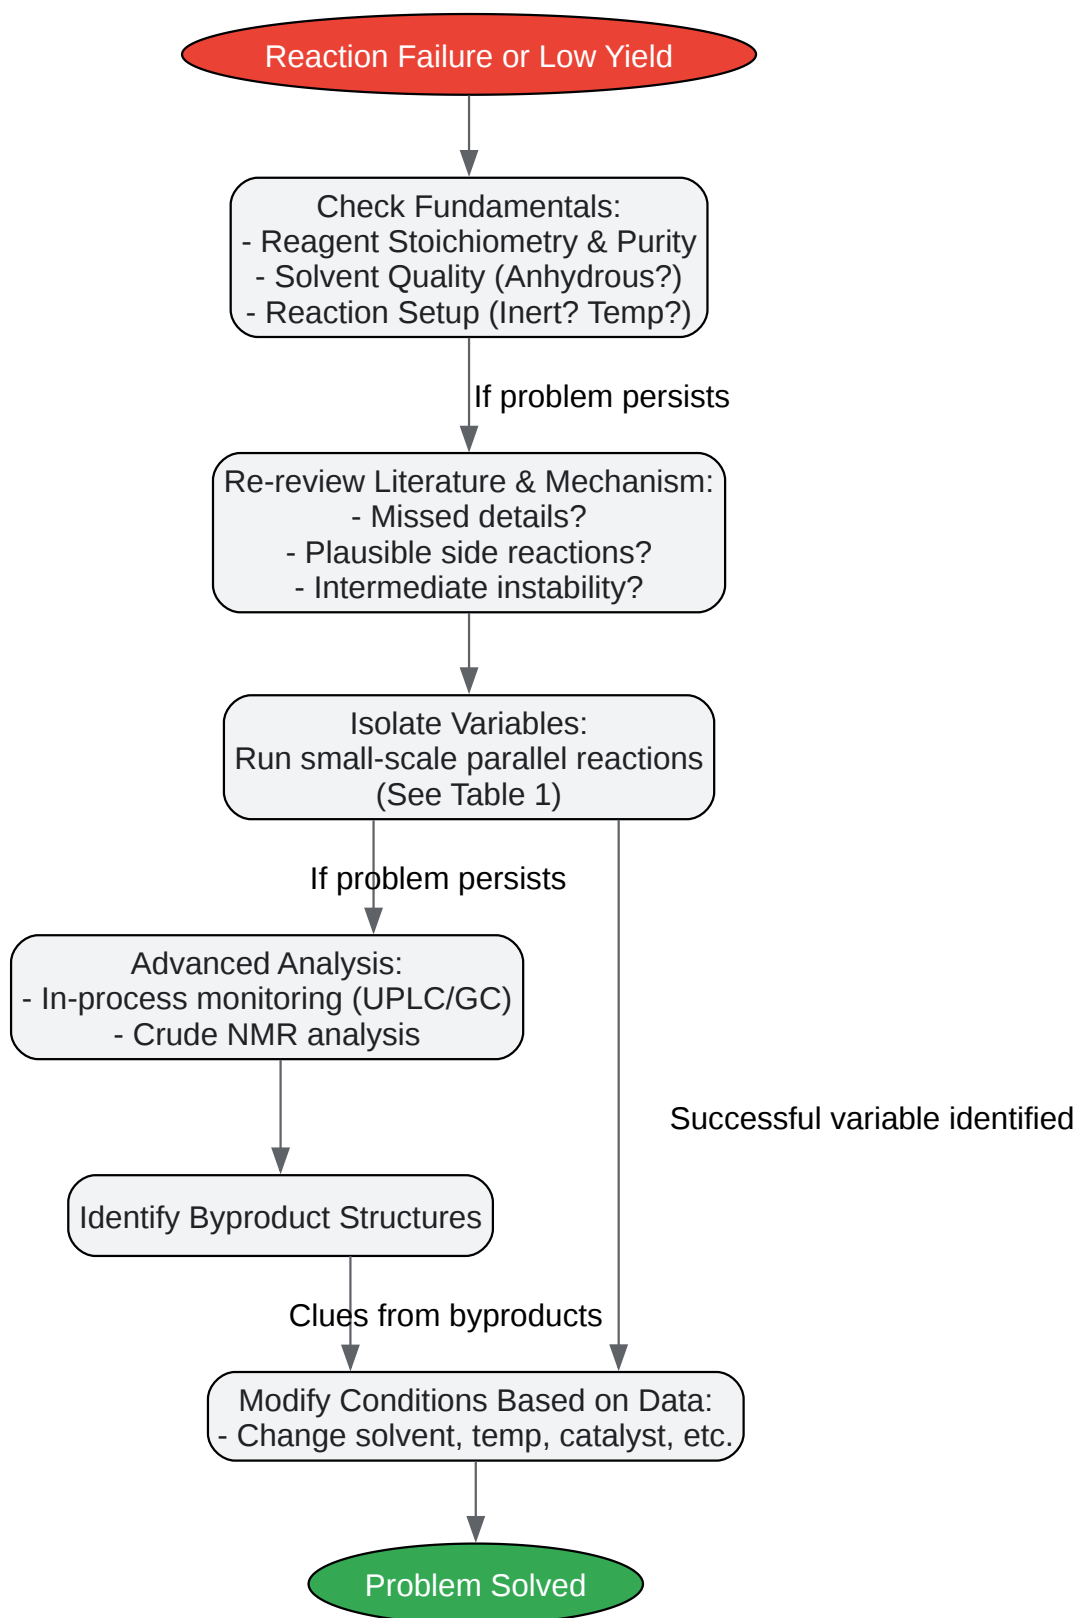 Reaction Failure or Low Yield
Check Fundamentals:
- Reagent Stoichiometry & Purity
- Solvent Quality (Anhydrous?)
- Reaction Setup (Inert? Temp?)
If problem persists
Re-review Literature & Mechanism:
- Missed details?
- Plausible side reactions?
- Intermediate instability?
Isolate Variables:
Run small-scale parallel reactions
(See Table 1)
If problem persists
Advanced Analysis:
- In-process monitoring (UPLC/GC)
- Crude NMR analysis
Successful variable identified
Identify Byproduct Structures
Clues from byproducts
Modify Conditions Based on Data:
- Change solvent, temp, catalyst, etc.
Problem Solved